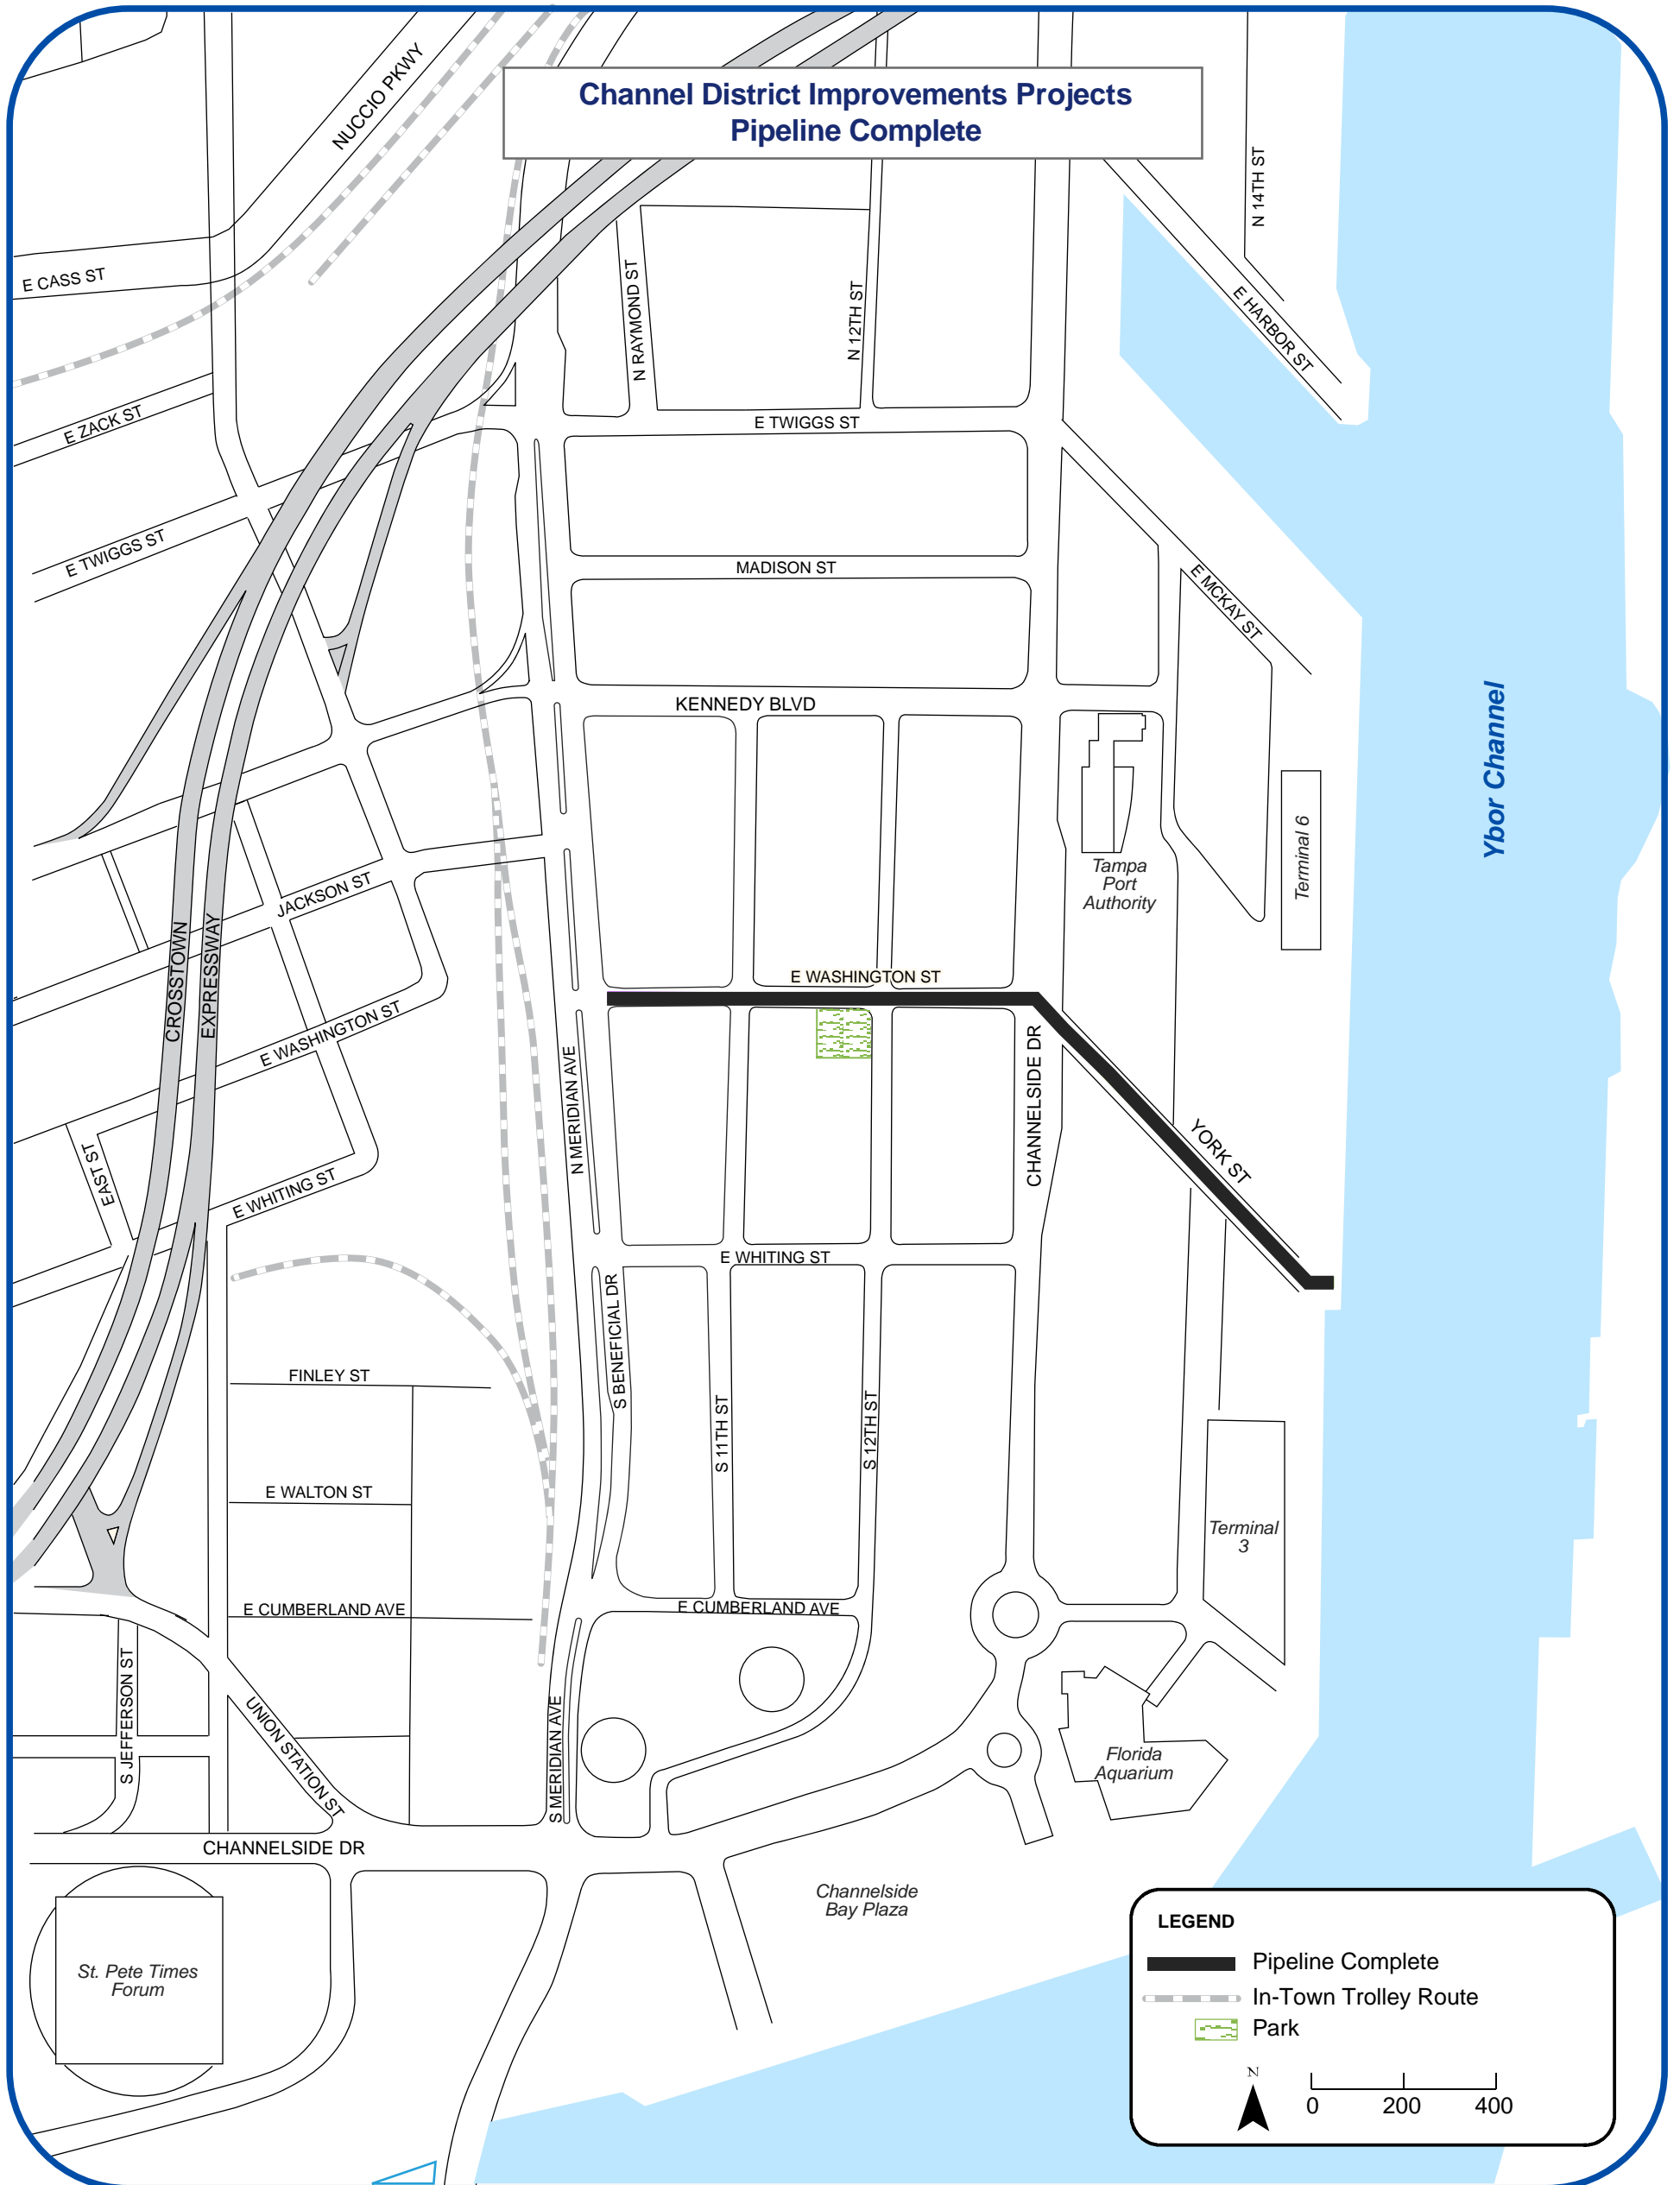 Channel District Improvements Projects
Pipeline Complete
NUCCIO PKWY
N 14TH ST
E CASS ST
N RAYMOND ST
N 12TH ST
E HARBOR ST
E ZACK ST
E TWIGGS ST
E TWIGGS ST
MADISON ST
E MCKAY ST
KENNEDY BLVD
Ybor Channel
Terminal 6
Tampa
Port
Authority
JACKSON ST
CROSSTOWN
EXPRESSWAY
E WASHINGTON ST
E WASHINGTON ST
N MERIDIAN AVE
CHANNELSIDE DR
YORK ST
EAST ST
E WHITING ST
E WHITING ST
S BENEFICIAL DR
FINLEY ST
S 11TH ST
S 12TH ST
E WALTON ST
Terminal
3
E CUMBERLAND AVE
E CUMBERLAND AVE
S JEFFERSON ST
UNION STATION ST
S MERIDIAN AVE
Florida
Aquarium
CHANNELSIDE DR
Channelside
Bay Plaza
St. Pete Times
Forum
LEGEND
Pipeline Complete
In-Town Trolley Route
Park
N
0 200 400